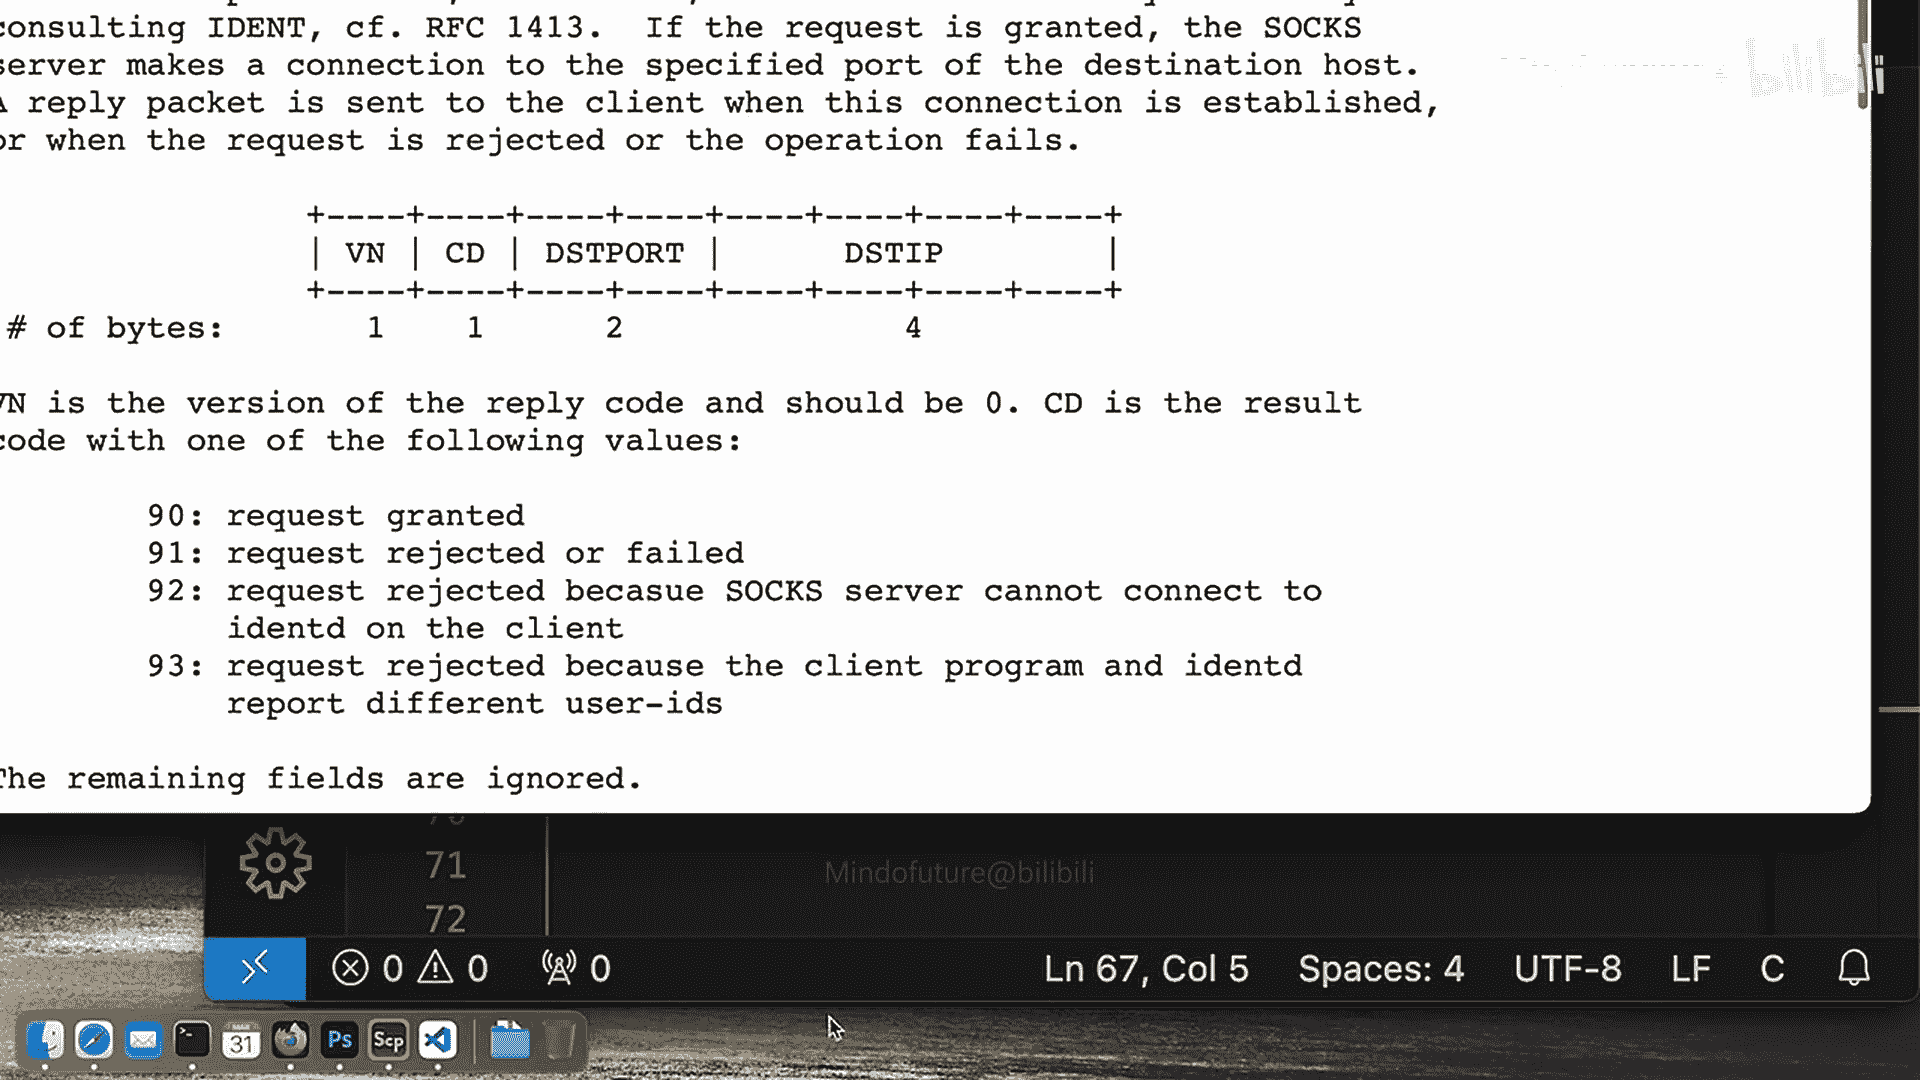 consulting IDENT, cf. RFC 1413.  If the request is granted, the SOCKS
server makes a connection to the specified port of the destination host.
A reply packet is sent to the client when this connection is established,
or when the request is rejected or the operation fails.
+----+----+----+----+----+----+----+----+
| VN | CD | DSTPORT |      DSTIP        |
+----+----+----+----+----+----+----+----+
# of bytes:       1    1      2              4
VN is the version of the reply code and should be 0. CD is the result
code with one of the following values:
90: request granted
91: request rejected or failed
92: request rejected becasue SOCKS server cannot connect to
identd on the client
93: request rejected because the client program and identd
report different user-ids
The remaining fields are ignored.
bilibili
71
Mindofuture@bilibili
72
0 0 0 Ln 67, Col 5 Spaces: 4 UTF-8 LF C
31 Ps Scp